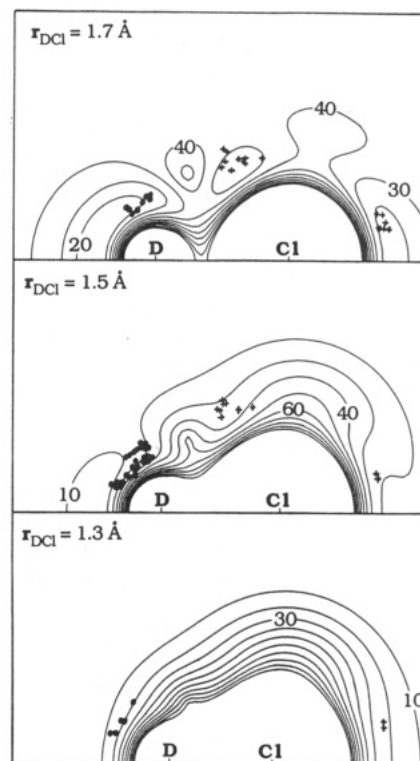 r_DCl = 1.7 Å
40
40
30
20
D Cl
r_DCl = 1.5 Å
60
40
10
D Cl
r_DCl = 1.3 Å
30
10
D Cl